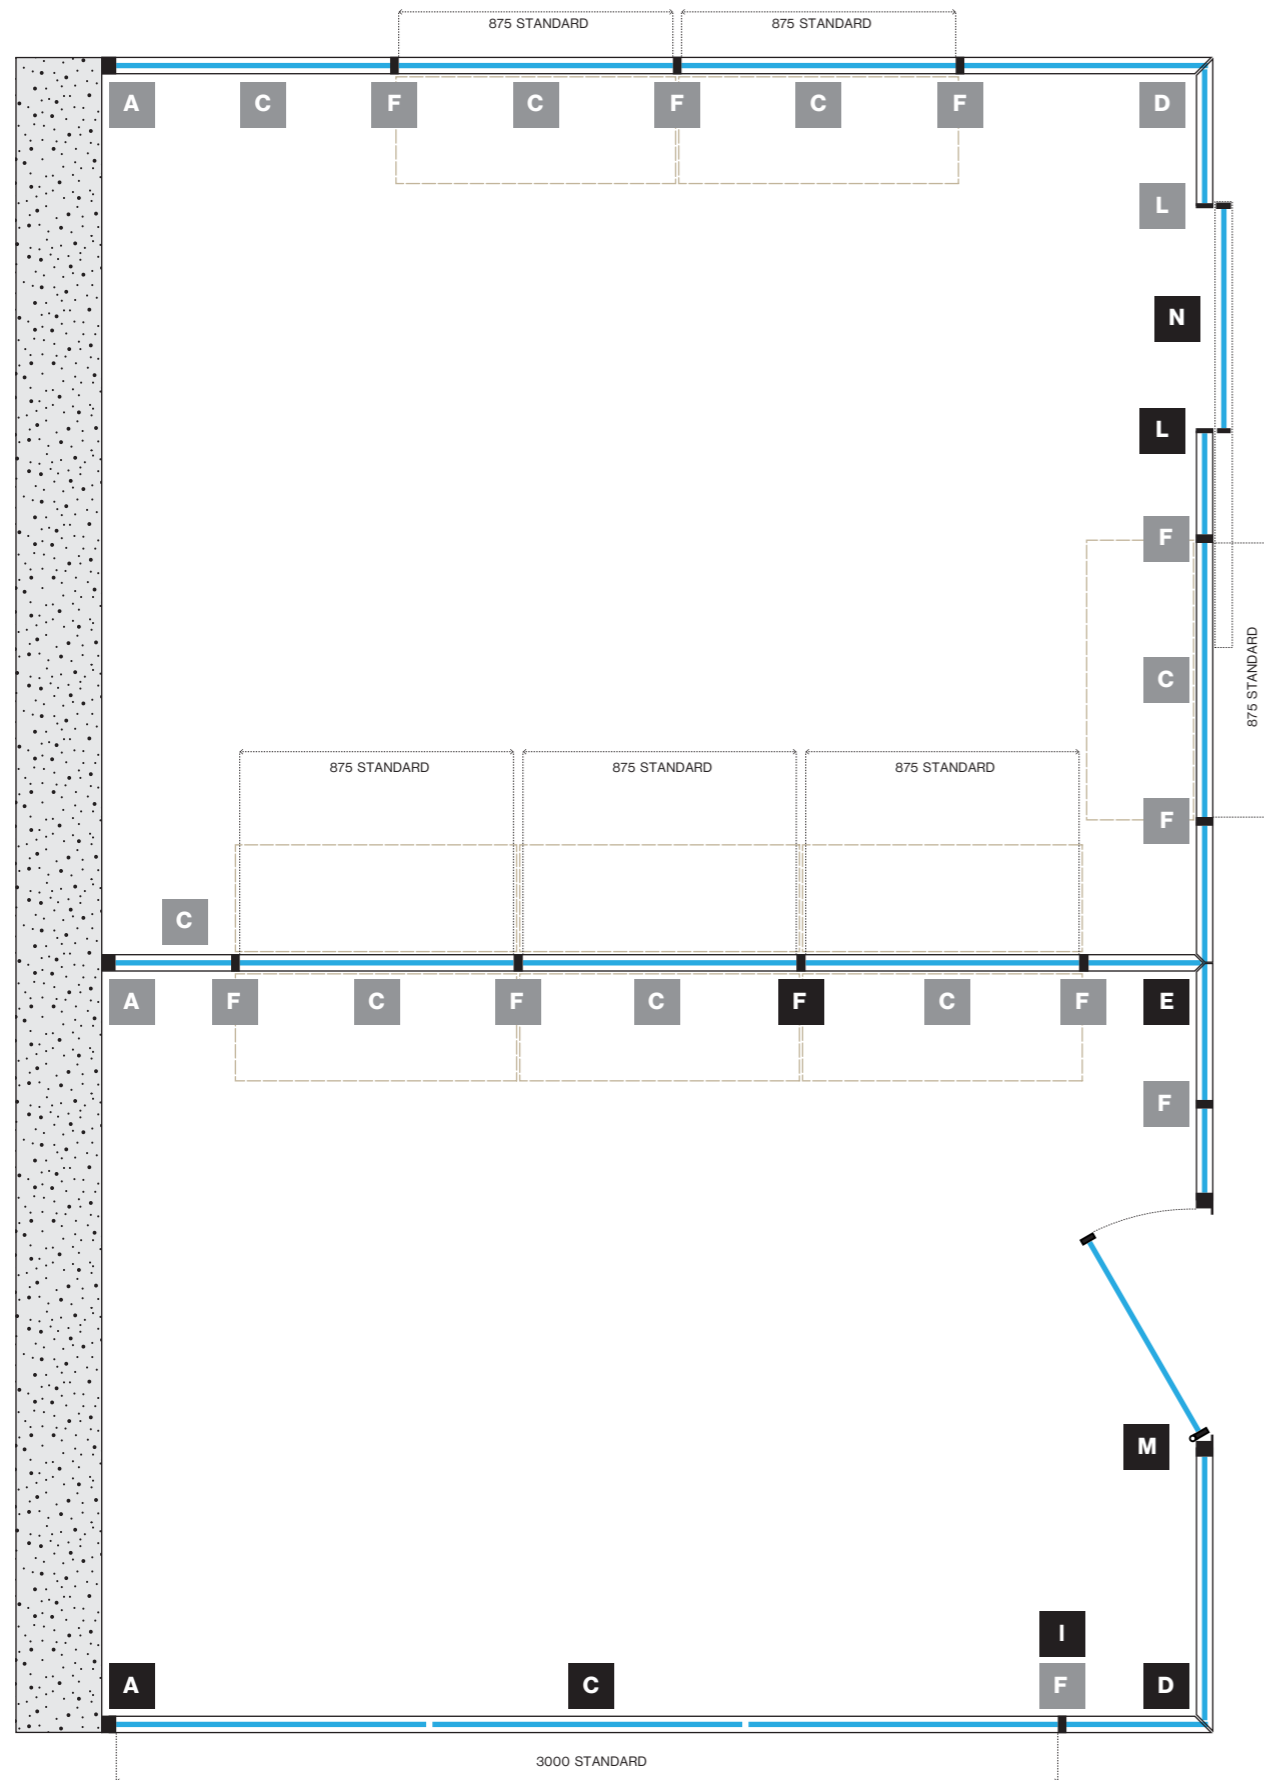 875 STANDARD 875 STANDARD
A C F C F C F D
L
N
L
F
875 STANDARD
C
875 STANDARD 875 STANDARD 875 STANDARD
F
C
A F C F C F C F E
F
M
I
A C F D
3000 STANDARD